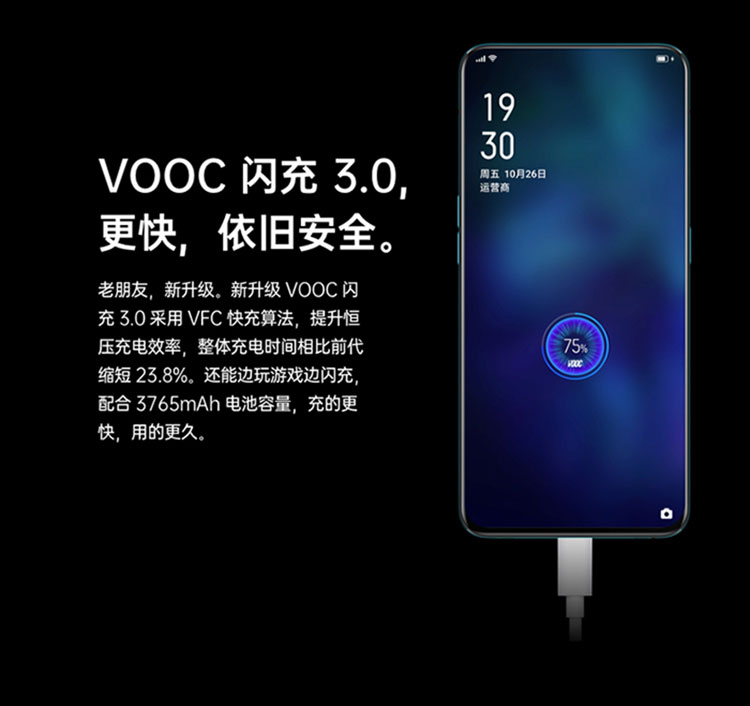 VOOC 闪充 3.0,
更快，依旧安全。
老朋友，新升级。新升级 VOOC 闪
充 3.0 采用 VFC 快充算法，提升恒
压充电效率，整体充电时间相比前代
缩短 23.8%。还能边玩游戏边闪充，
配合 3765mAh 电池容量，充的更
快，用的更久。
19
30
周五 10月26日
运营商
75%
VOOC